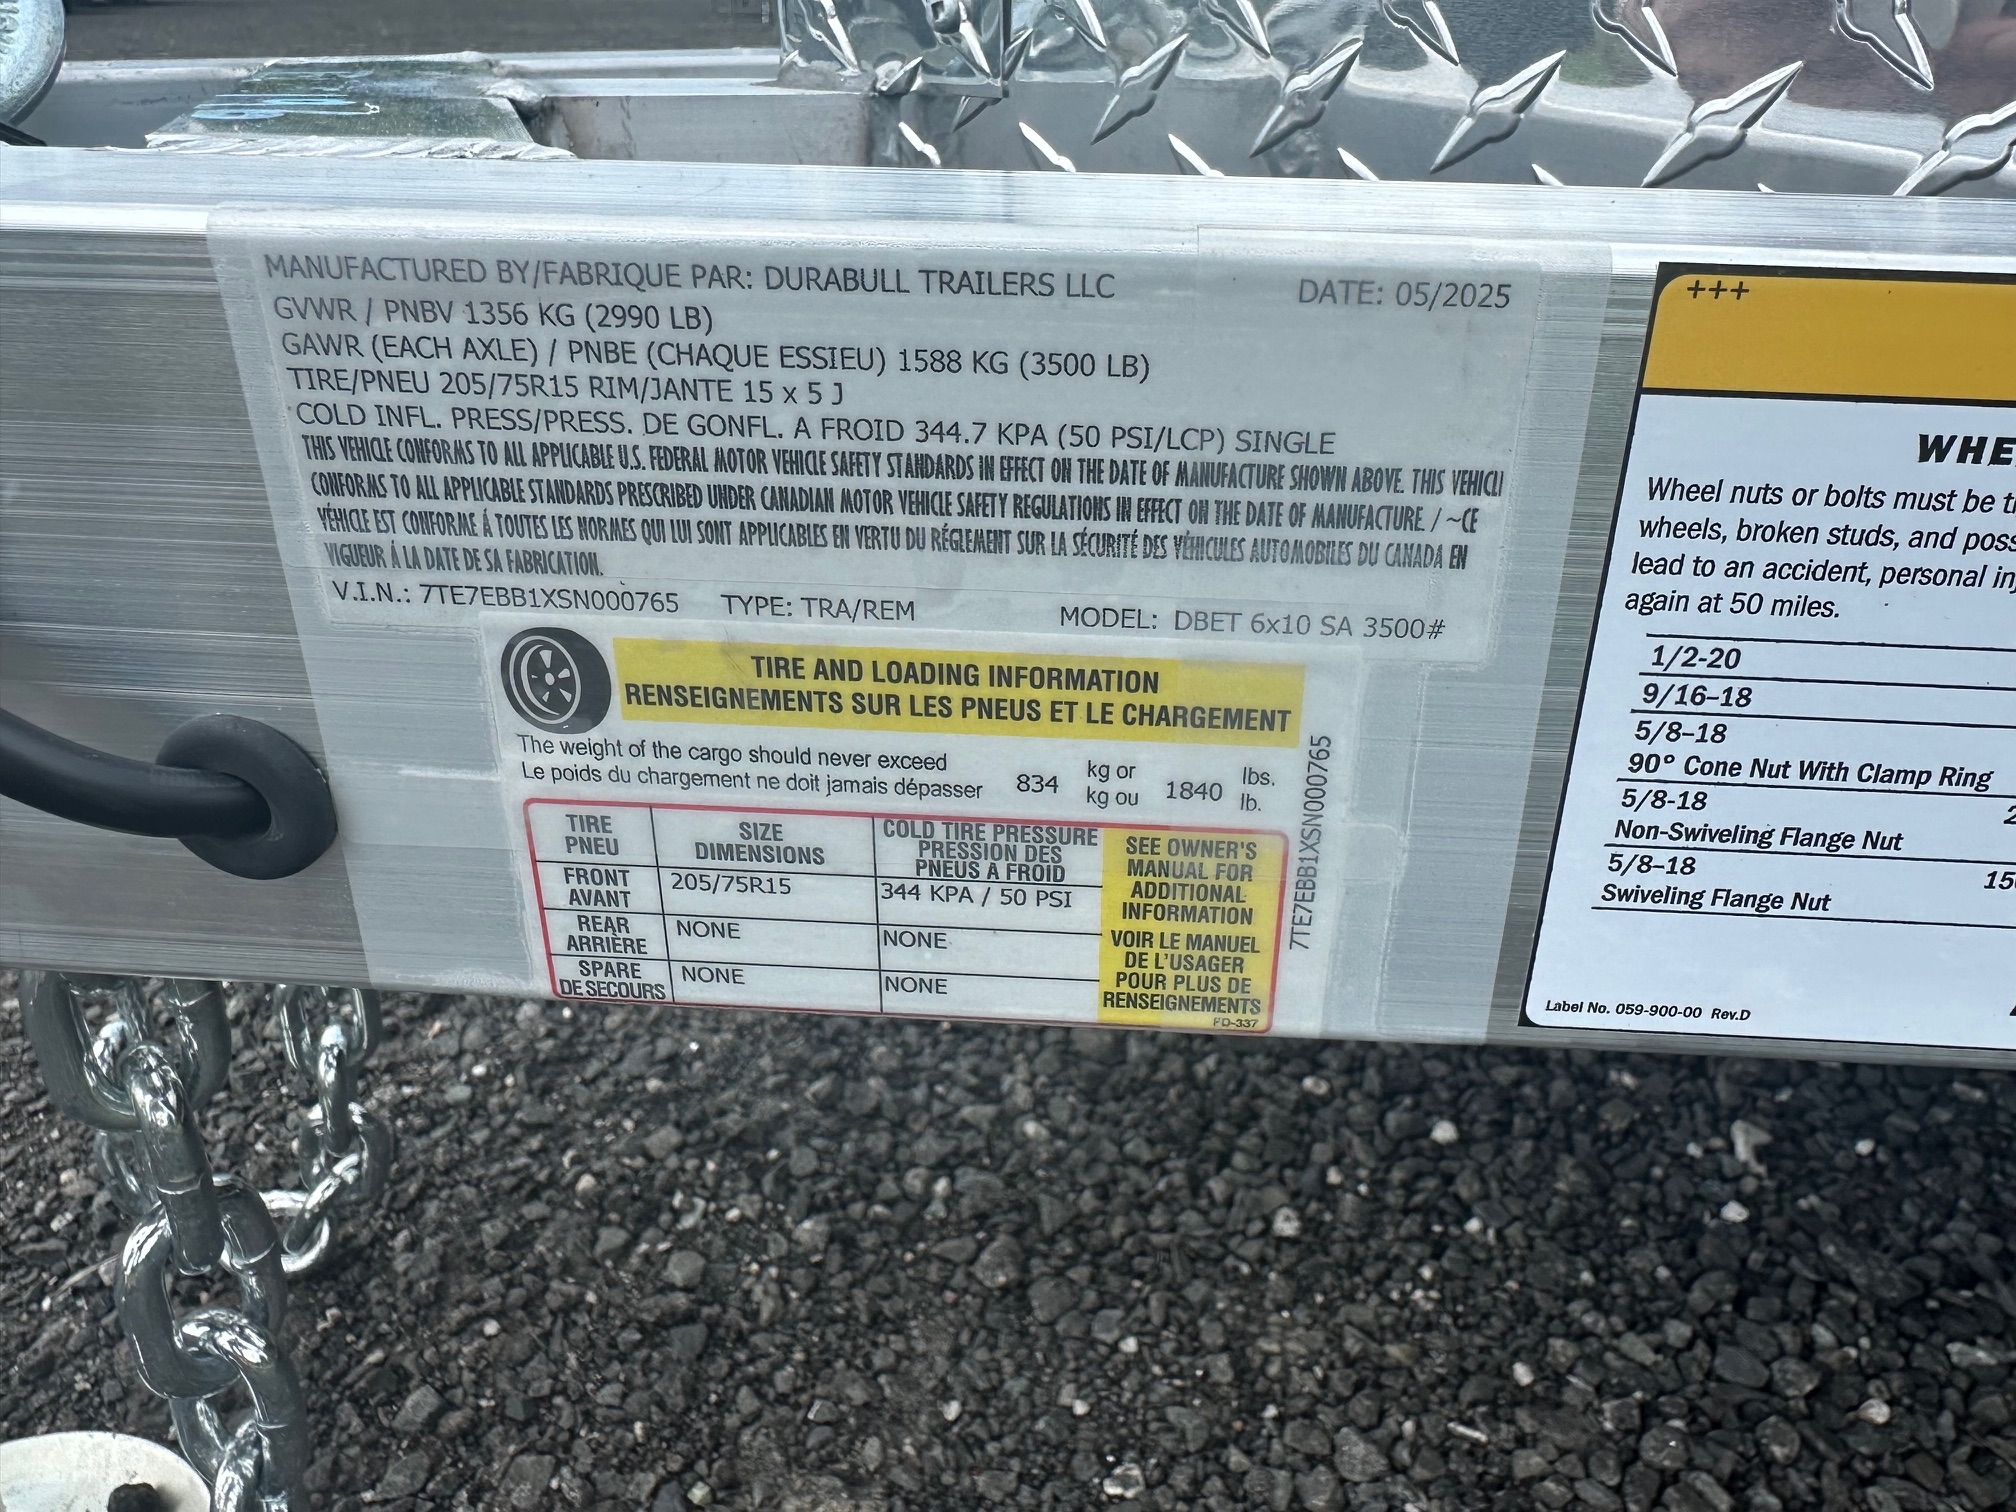 MANUFACTURED BY/FABRIQUE PAR: DURABULL TRAILERS LLC DATE: 05/2025
GVWR / PNBV 1356 KG (2990 LB)
GAWR (EACH AXLE) / PNBE (CHAQUE ESSIEU) 1588 KG (3500 LB)
TIRE/PNEU 205/75R15 RIM/JANTE 15 x 5 J
COLD INFL. PRESS/PRESS. DE GONFL. A FROID 344.7 KPA (50 PSI/LCP) SINGLE
THIS VEHICLE CONFORMS TO ALL APPLICABLE U.S. FEDERAL MOTOR VEHICLE SAFETY STANDARDS IN EFFECT ON THE DATE OF MANUFACTURE SHOWN ABOVE. THIS VEHICL
CONFORMS TO ALL APPLICABLE STANDARDS PRESCRIBED UNDER CANADIAN MOTOR VEHICLE SAFETY REGULATIONS IN EFFECT ON THE DATE OF MANUFACTURE. / ~CE
VÉHICLE EST CONFORME Á TOUTES LES NORMES QUI LUI SONT APPLICABLES EN VERTU DU RÉGLEMENT SUR LA SÉCURITÉ DES VÉHICULES AUTOMOBILES DU CANADA EN
VIGUEUR Á LA DATE DE SA FABRICATION.
V.I.N.: 7TE7EBB1XSN000765 TYPE: TRA/REM MODEL: DBET 6x10 SA 3500#
TIRE AND LOADING INFORMATION
RENSEIGNEMENTS SUR LES PNEUS ET LE CHARGEMENT
The weight of the cargo should never exceed
Le poids du chargement ne doit jamais dépasser 834 kg or kg ou 1840 lbs. lb.
TIRE
PNEU
SIZE
DIMENSIONS
COLD TIRE PRESSURE
PRESSION DES
PNEUS À FROID
FRONT
AVANT
205/75R15
344 KPA / 50 PSI
REAR
ARRIÈRE
NONE
NONE
SPARE
DE SECOURS
NONE
NONE
SEE OWNER'S
MANUAL FOR
ADDITIONAL
INFORMATION
VOIR LE MANUEL
DE L'USAGER
POUR PLUS DE
RENSEIGNEMENTS
FD-337
7TE7EBB1XSN000765
+++
WHE
Wheel nuts or bolts must be
wheels, broken studs, and poss
lead to an accident, personal in
again at 50 miles.
1/2-20
9/16-18
5/8-18
90° Cone Nut With Clamp Ring
5/8-18
Non-Swiveling Flange Nut
5/8-18
Swiveling Flange Nut
Label No. 059-900-00 Rev.D